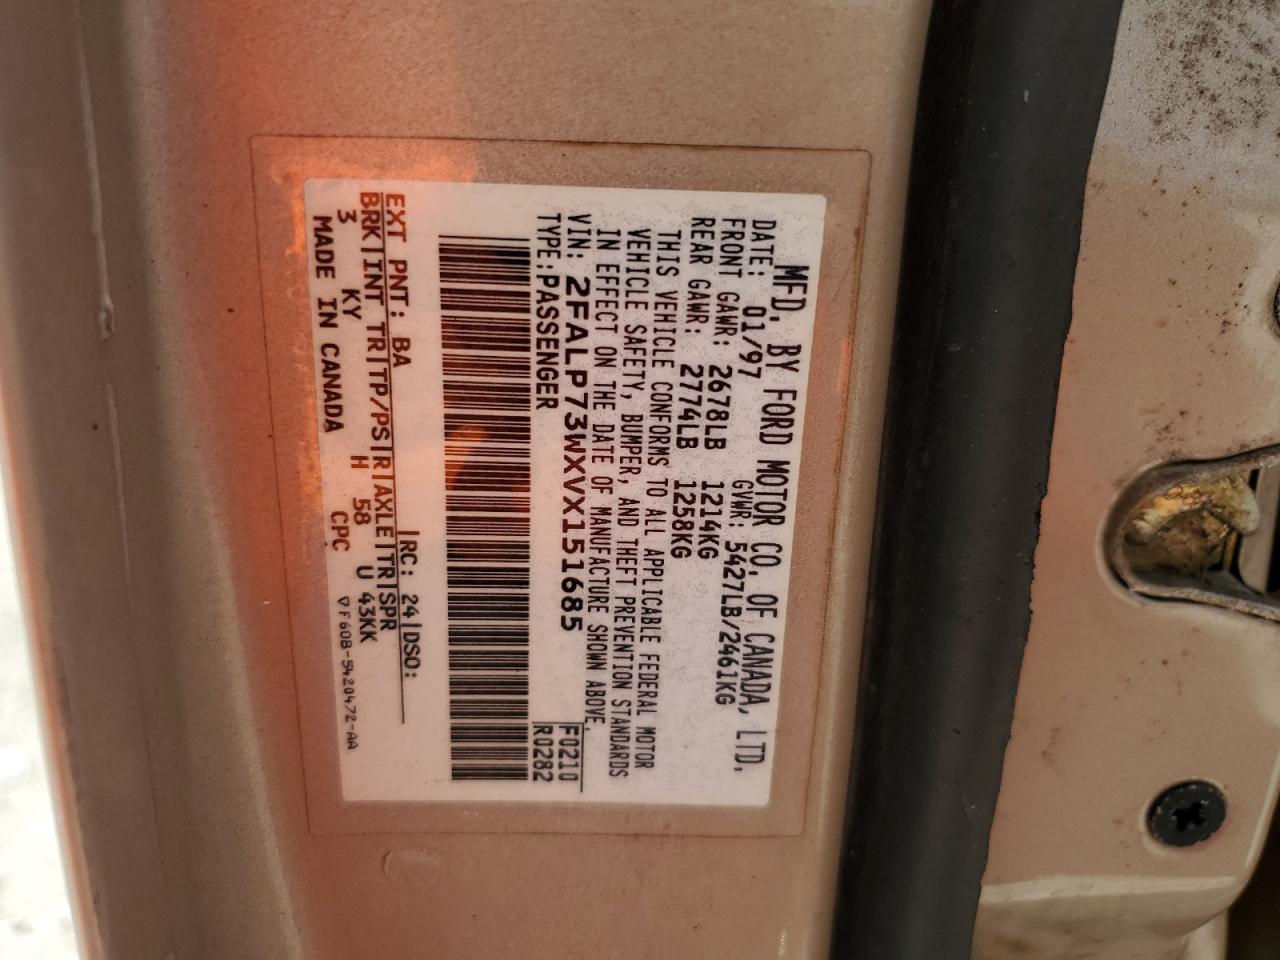 MFD. BY FORD MOTOR CO. OF CANADA, LTD.
DATE: 01/97 GVWR: 5427LB/2461KG
FRONT GAWR: 2678LB 1214KG
REAR GAWR: 2774LB 1258KG
THIS VEHICLE CONFORMS TO ALL APPLICABLE FEDERAL MOTOR
VEHICLE SAFETY, BUMPER, AND THEFT PREVENTION STANDARDS
IN EFFECT ON THE DATE OF MANUFACTURE SHOWN ABOVE.
VIN: 2FALP73WXVX151685 F0210
TYPE: PASSENGER R0282
EXT PNT: BA |RC: 24|DSO:
BRK|INT TR|TP/PS|R|AXLE|TR|SPR
3 KY H 58 U 43KK
MADE IN CANADA CPC ▽F60B-5420472-AA